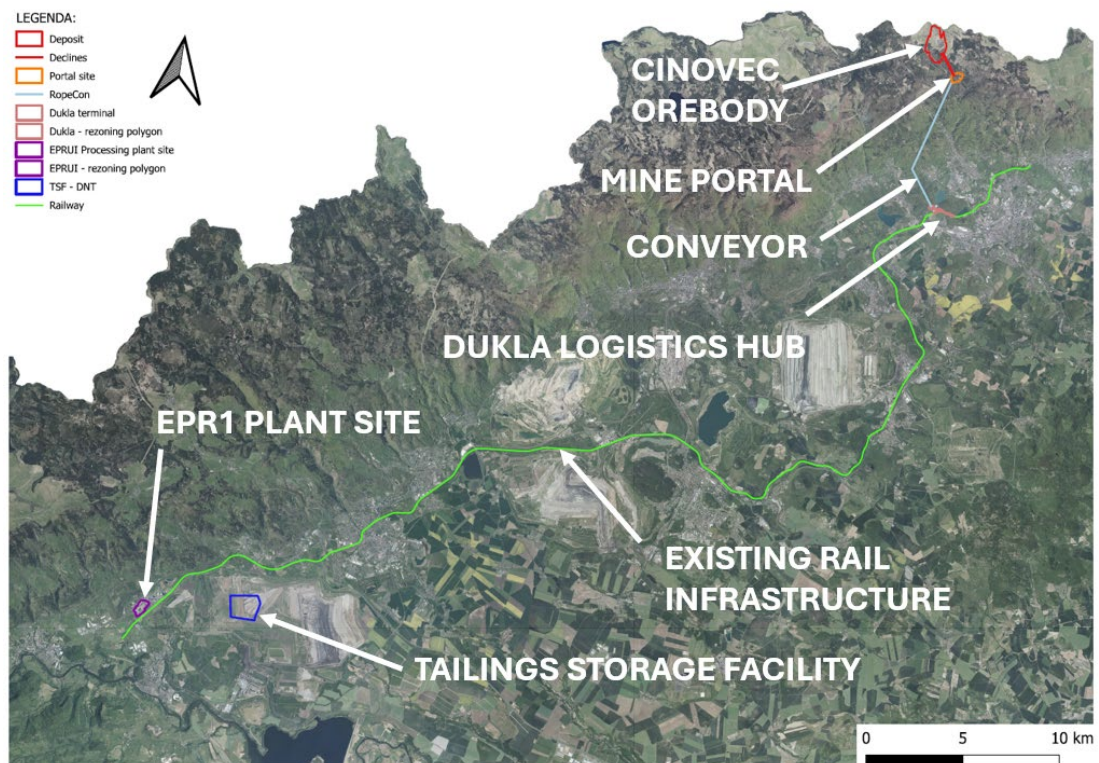 LEGENDA:
Deposit
Declines
Portal site
RopeCon
Dukla terminal
Dukla - rezoning polygon
EPRUI Processing plant site
EPRUI - rezoning polygon
TSF - DNT
Railway
CINOVEC
OREBODY
MINE PORTAL
CONVEYOR
DUKLA LOGISTICS HUB
EPR1 PLANT SITE
EXISTING RAIL
INFRASTRUCTURE
TAILINGS STORAGE FACILITY
0 5 10 km